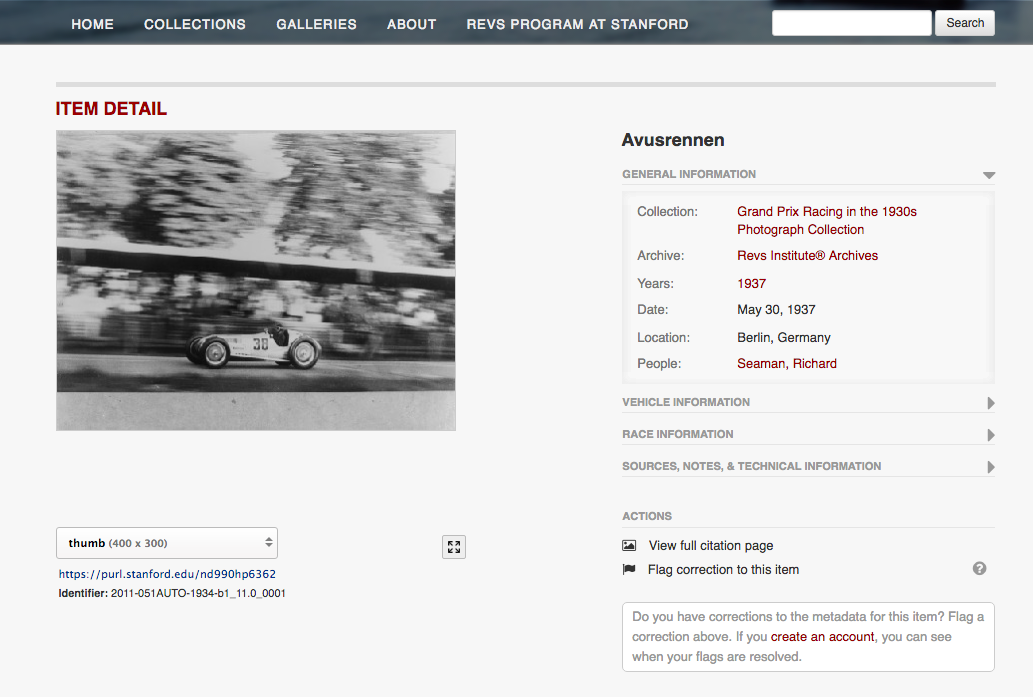 HOME COLLECTIONS GALLERIES ABOUT REVS PROGRAM AT STANFORD Search
ITEM DETAIL
38
thumb (400 x 300)
https://purl.stanford.edu/nd990hp6362
Identifier: 2011-051AUTO-1934-b1_11.0_0001
Avusrennen
GENERAL INFORMATION
Collection: Grand Prix Racing in the 1930s
Photograph Collection
Archive: Revs Institute® Archives
Years: 1937
Date: May 30, 1937
Location: Berlin, Germany
People: Seaman, Richard
VEHICLE INFORMATION
RACE INFORMATION
SOURCES, NOTES, & TECHNICAL INFORMATION
ACTIONS
View full citation page
Flag correction to this item ?
Do you have corrections to the metadata for this item? Flag a
correction above. If you create an account, you can see
when your flags are resolved.